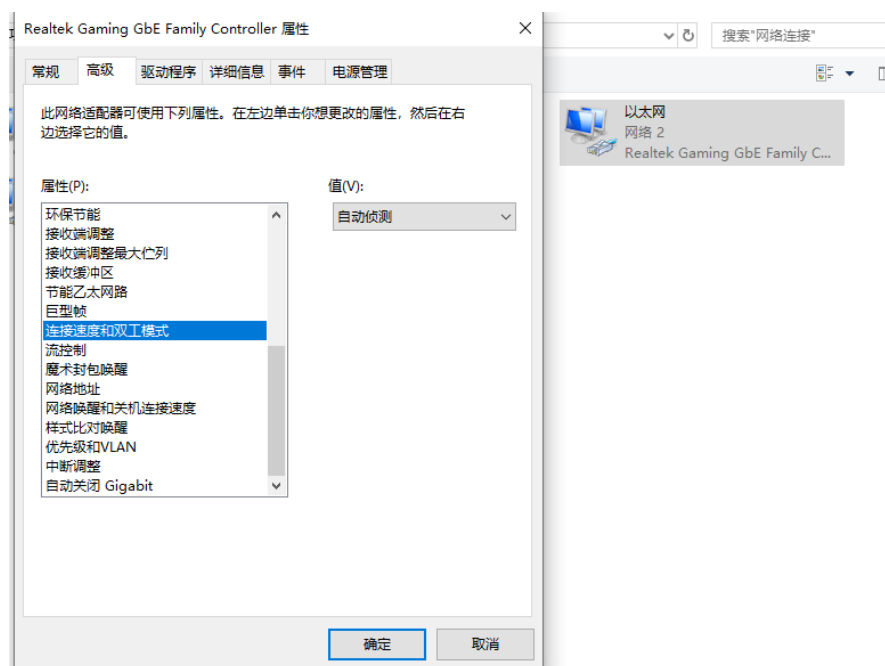 Realtek Gaming GbE Family Controller 属性
搜索"网络连接"
常规 高级 驱动程序 详细信息 事件 电源管理
此网络适配器可使用下列属性。在左边单击你想更改的属性，然后在右
边选择它的值。
属性(P):
值(V):
环保节能
接收端调整
接收端调整最大伫列
接收缓冲区
节能乙太网路
巨型帧
连接速度和双工模式
流控制
魔术封包唤醒
网络地址
网络唤醒和关机连接速度
样式比对唤醒
优先级和VLAN
中断调整
自动关闭 Gigabit
自动侦测
确定
取消
以太网
网络 2
Realtek Gaming GbE Family C...